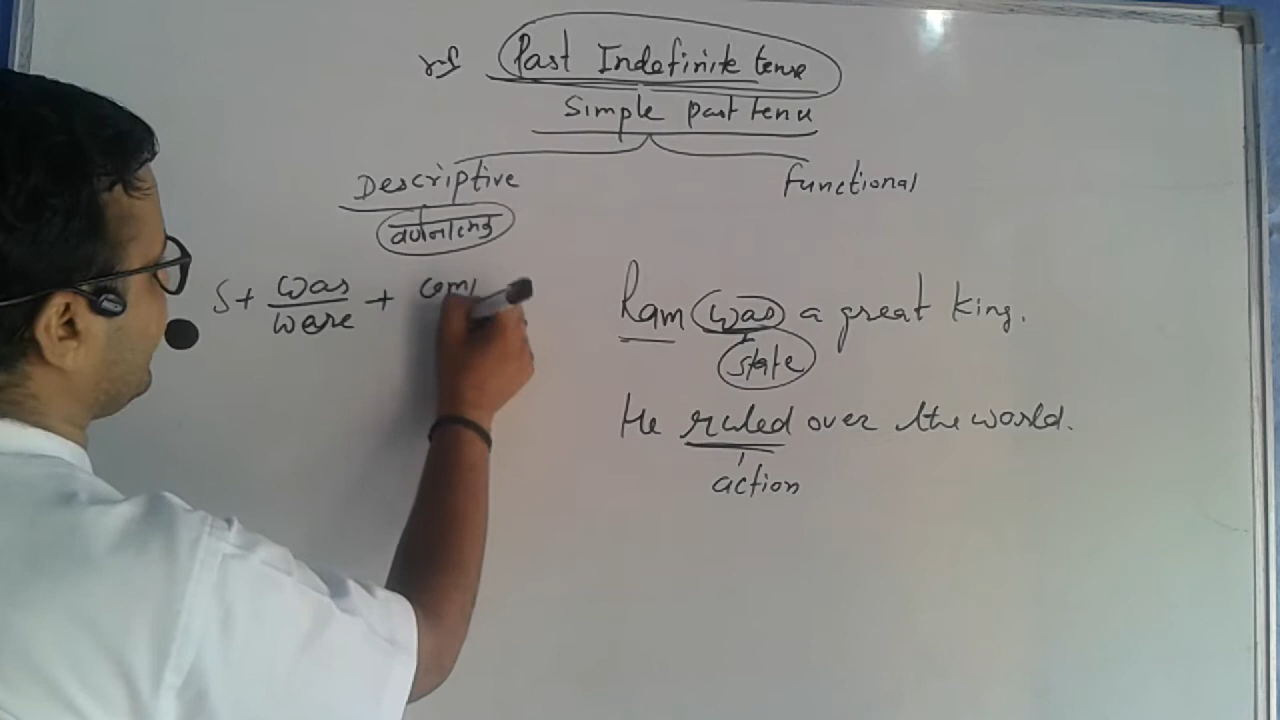 Past Indefinite tense
Simple past tense
Descriptive
functional
S + was/were +
Ram was a great King.
state
He ruled over the world.
action